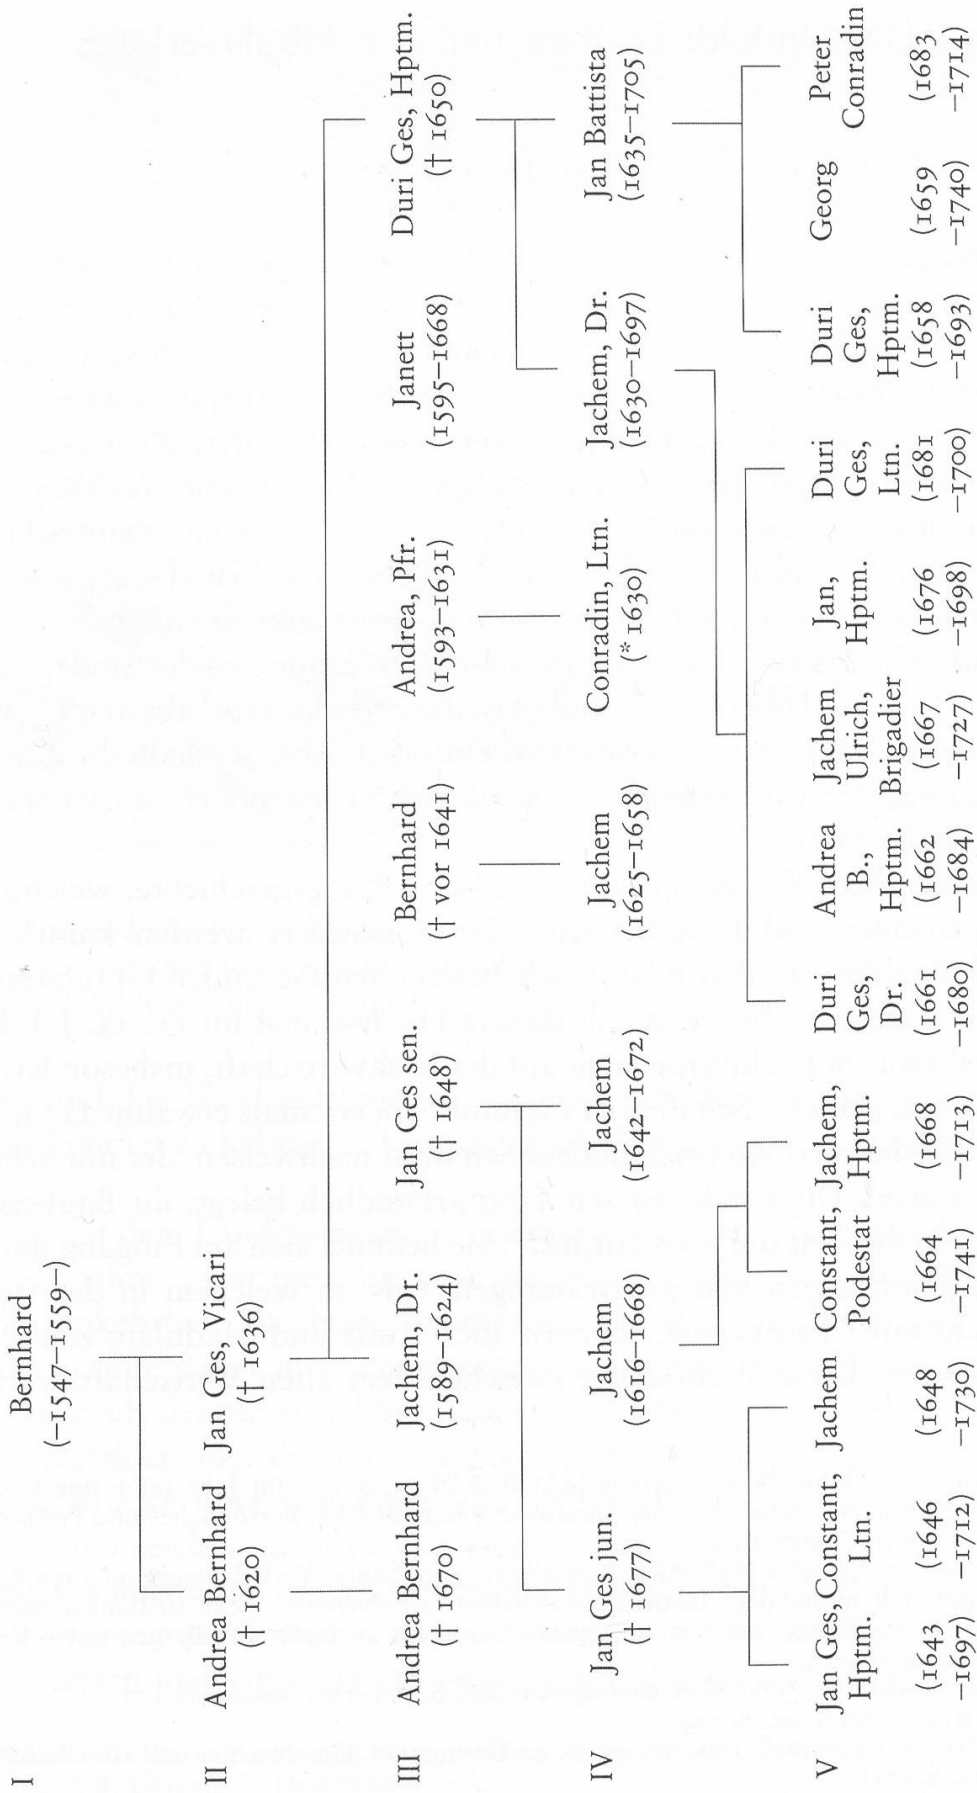 I
Bernhard
(–1547–1559–)
II
Andrea Bernhard
(† 1620)
Jan Ges, Vicari
(† 1636)
III
Andrea Bernhard
(† 1670)
Jachem, Dr.
(1589–1624)
Jan Ges sen.
(† 1648)
Bernhard
(† vor 1641)
Andrea, Pfr.
(1593–1631)
Janett
(1595–1668)
Duri Ges, Hptm.
(† 1650)
IV
Jan Ges jun.
(† 1677)
Jachem
(1616–1668)
Jachem
(1642–1672)
Jachem
(1625–1658)
Conradin, Ltn.
(* 1630)
Jachem, Dr.
(1630–1697)
Jan Battista
(1635–1705)
V
Jan Ges,
Hptm.
(1643
–1697)
Constant,
Ltn.
(1646
–1712)
Jachem
(1648
–1730)
Constant,
Podestat
(1664
–1741)
Jachem,
Hptm.
(1668
–1713)
Duri
Ges,
Dr.
(1661
–1680)
Andrea
B.,
Hptm.
(1662
–1684)
Jachem
Ulrich,
Brigadier
(1667
–1727)
Jan,
Hptm.
(1676
–1698)
Duri
Ges,
Ltn.
(1681
–1700)
Duri
Ges,
Hptm.
(1658
–1693)
Georg
(1659
–1740)
Peter
Conradin
(1683
–1714)